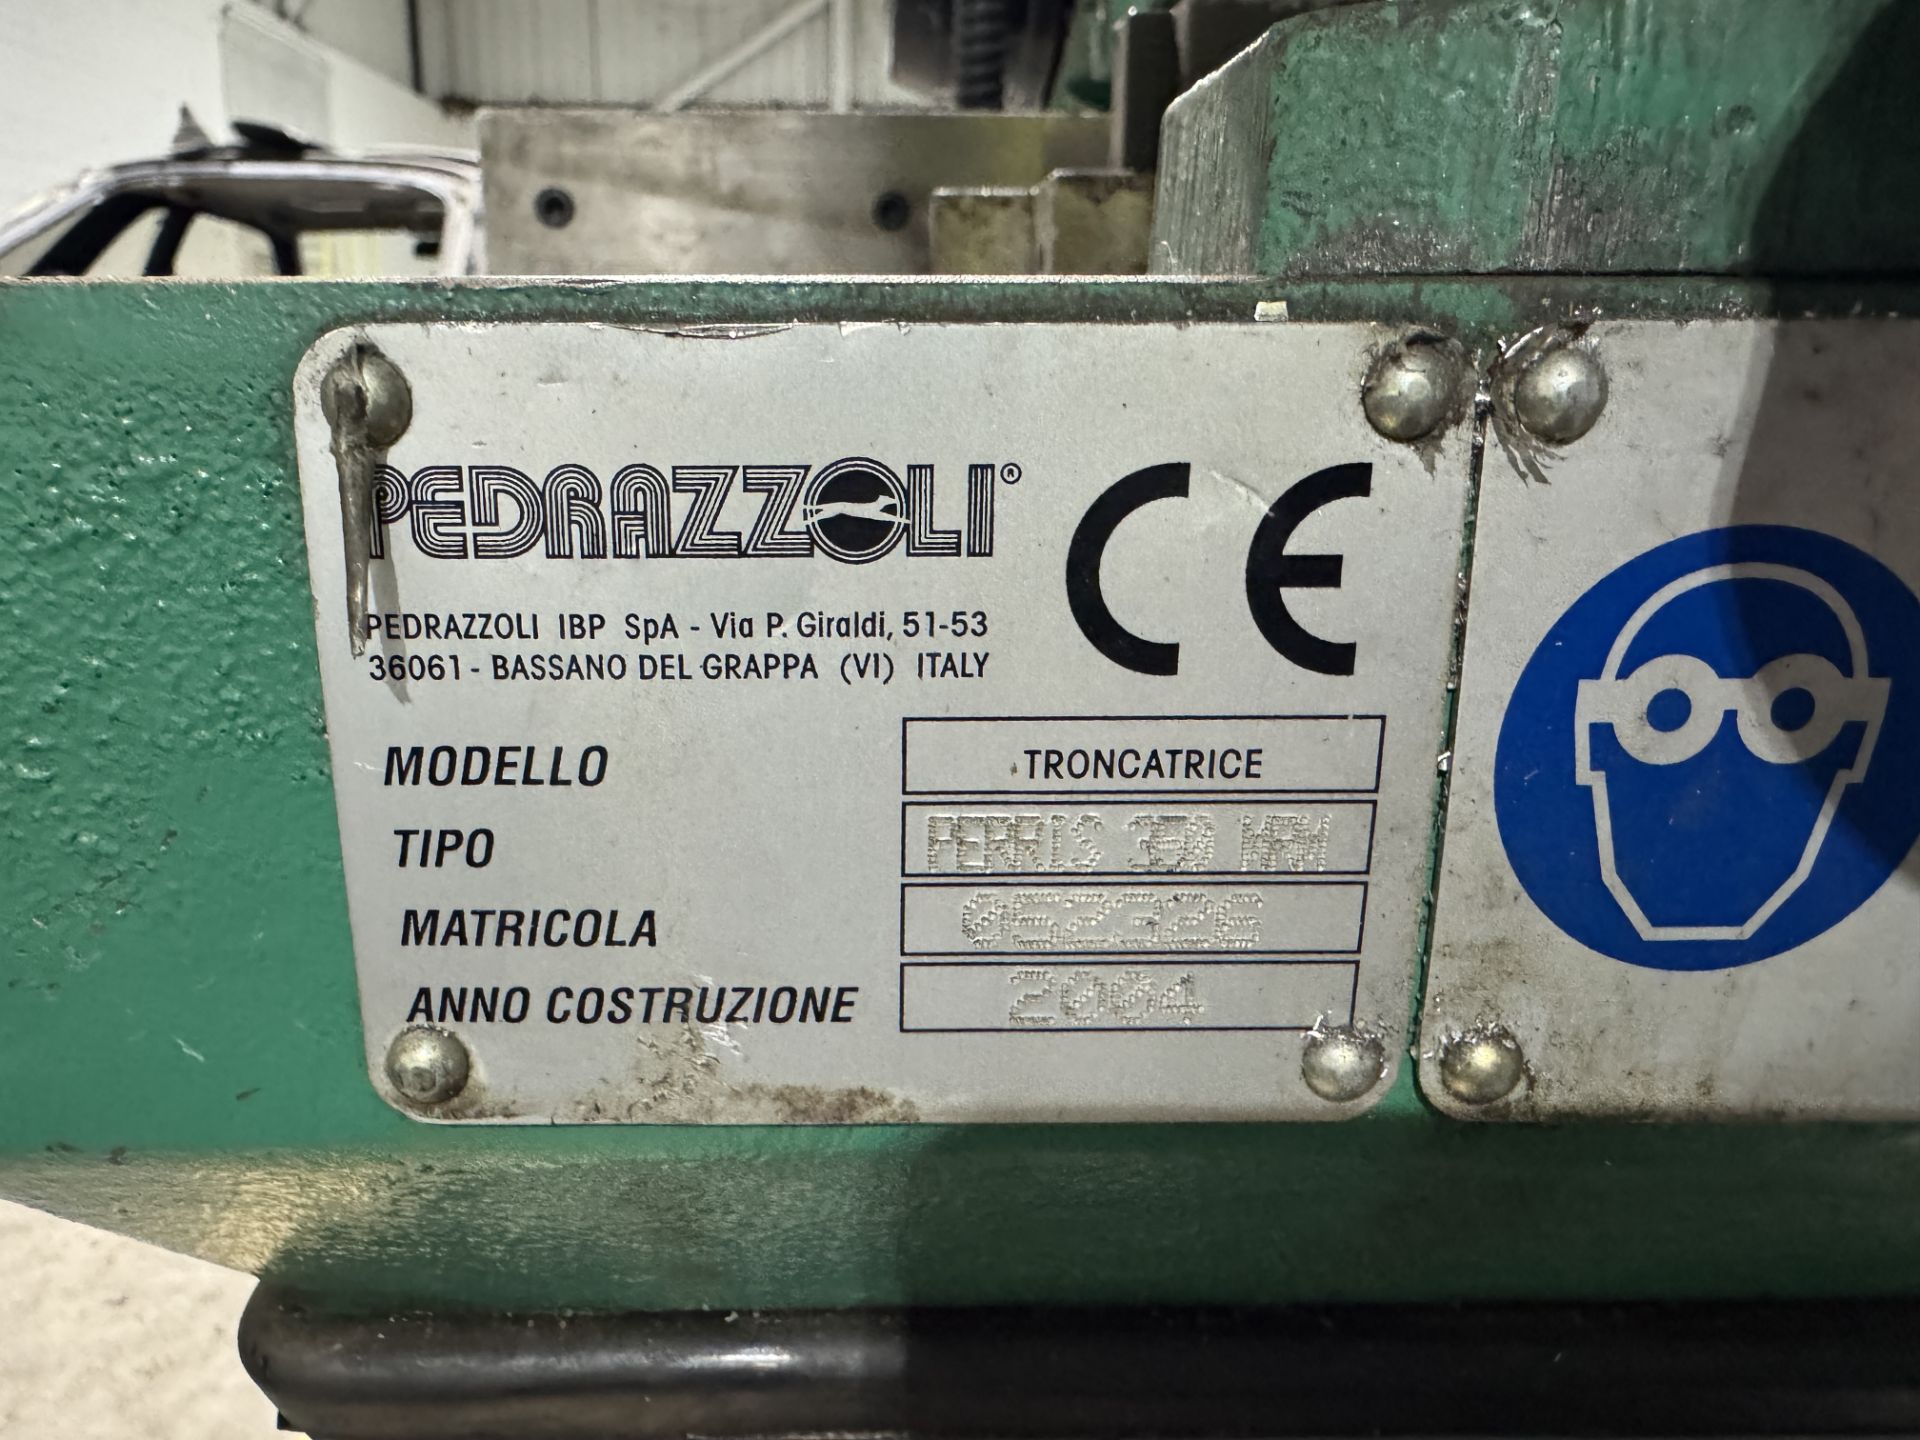 PEDRAZZOLI®
CE
PEDRAZZOLI IBP SpA - Via P. Giraldi, 51-53
36061 - BASSANO DEL GRAPPA (VI) ITALY
MODELLO TRONCATRICE
TIPO 350
MATRICOLA
ANNO COSTRUZIONE 2004